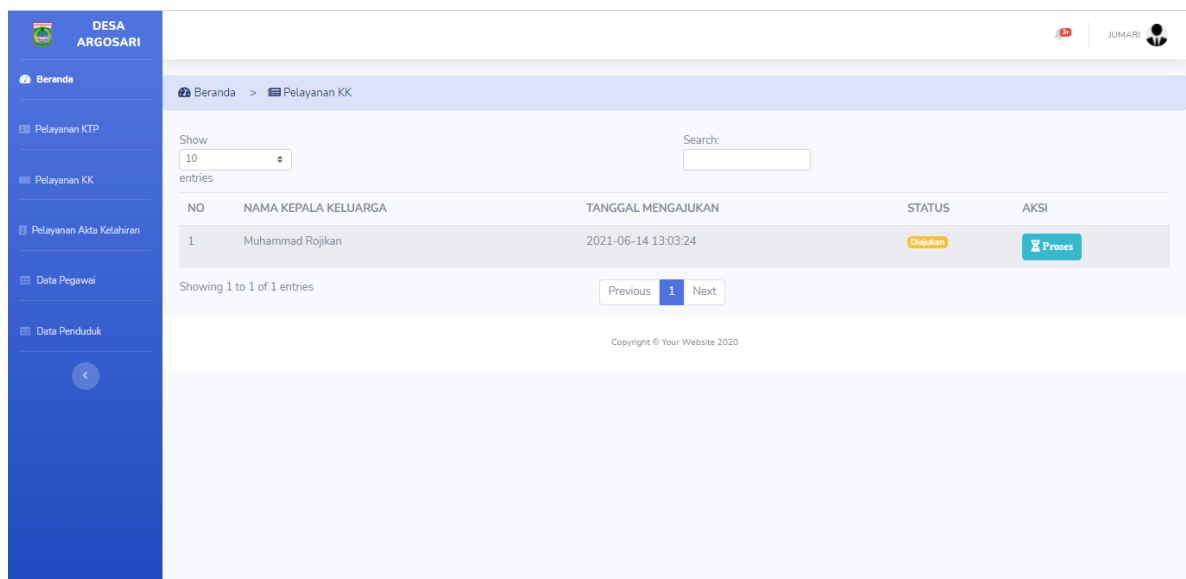 DESA
ARGOSARI
3+
JUMARI
Beranda
Beranda > Pelayanan KK
Pelayanan KTP
Pelayanan KK
Pelayanan Akta Kelahiran
Data Pegawai
Data Penduduk
Show
10
entries
Search:
NO NAMA KEPALA KELUARGA TANGGAL MENGAJUKAN STATUS AKSI
1 Muhammad Rojikan 2021-06-14 13:03:24 Diajukan Proses
Showing 1 to 1 of 1 entries
Previous 1 Next
Copyright © Your Website 2020